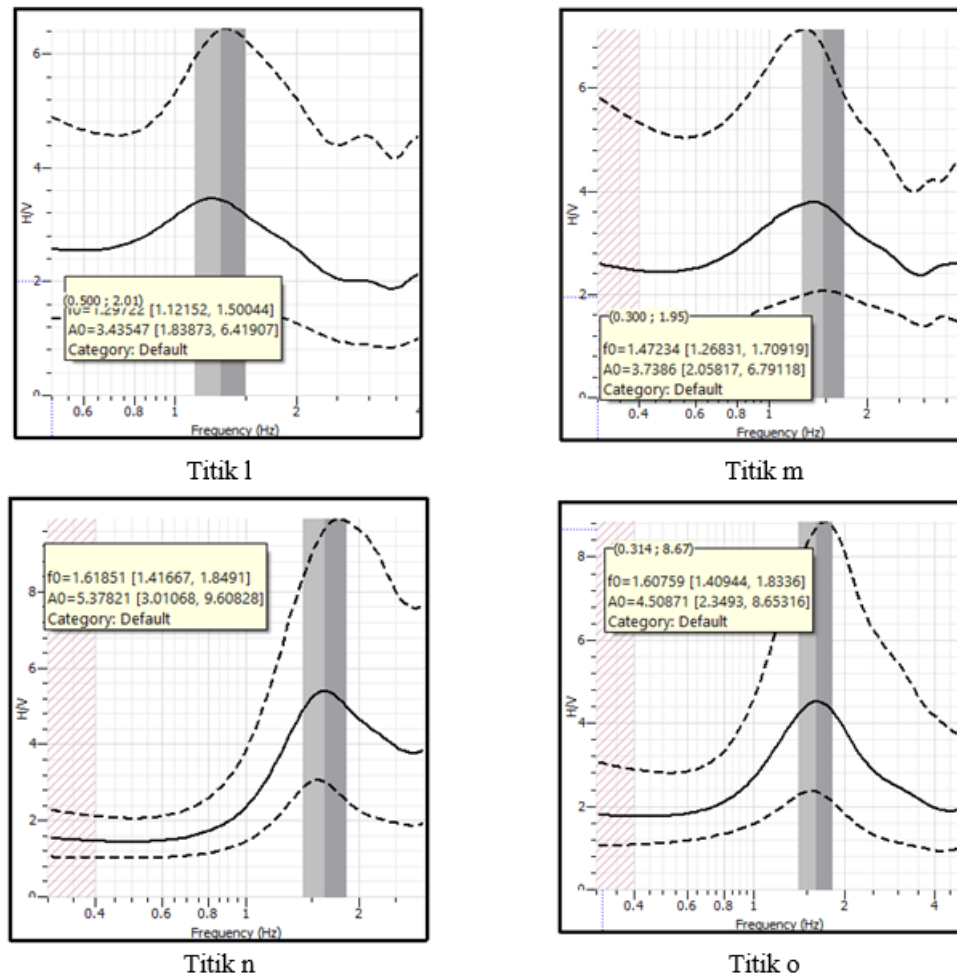 6
4
H/V
2
0
(0.500 ; 2.01)
f0=1.29722 [1.12152, 1.50044]
A0=3.43547 [1.83873, 6.41907]
Category: Default
0.6 0.8 1 2 4
Frequency (Hz)
Titik l
6
4
H/V
2
0
(0.300 ; 1.95)
f0=1.47234 [1.26831, 1.70919]
A0=3.7386 [2.05817, 6.79118]
Category: Default
0.4 0.6 0.8 1 2
Frequency (Hz)
Titik m
8
6
H/V
4
2
0
f0=1.61851 [1.41667, 1.8491]
A0=5.37821 [3.01068, 9.60828]
Category: Default
0.4 0.6 0.8 1 2
Frequency (Hz)
Titik n
8
6
H/V
4
2
0
(0.314 ; 8.67)
f0=1.60759 [1.40944, 1.8336]
A0=4.50871 [2.3493, 8.65316]
Category: Default
0.4 0.6 0.8 1 2 4
Frequency (Hz)
Titik o